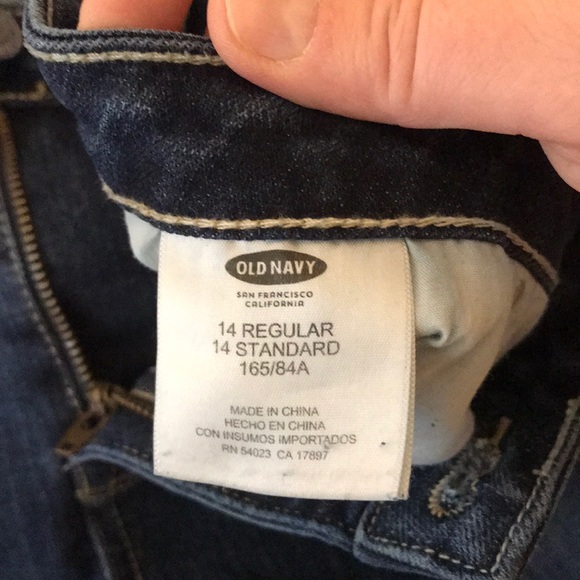 OLD NAVY
SAN FRANCISCO
CALIFORNIA
14 REGULAR
14 STANDARD
165/84A
MADE IN CHINA
HECHO EN CHINA
CON INSUMOS IMPORTADOS
RN 54023 CA 17897